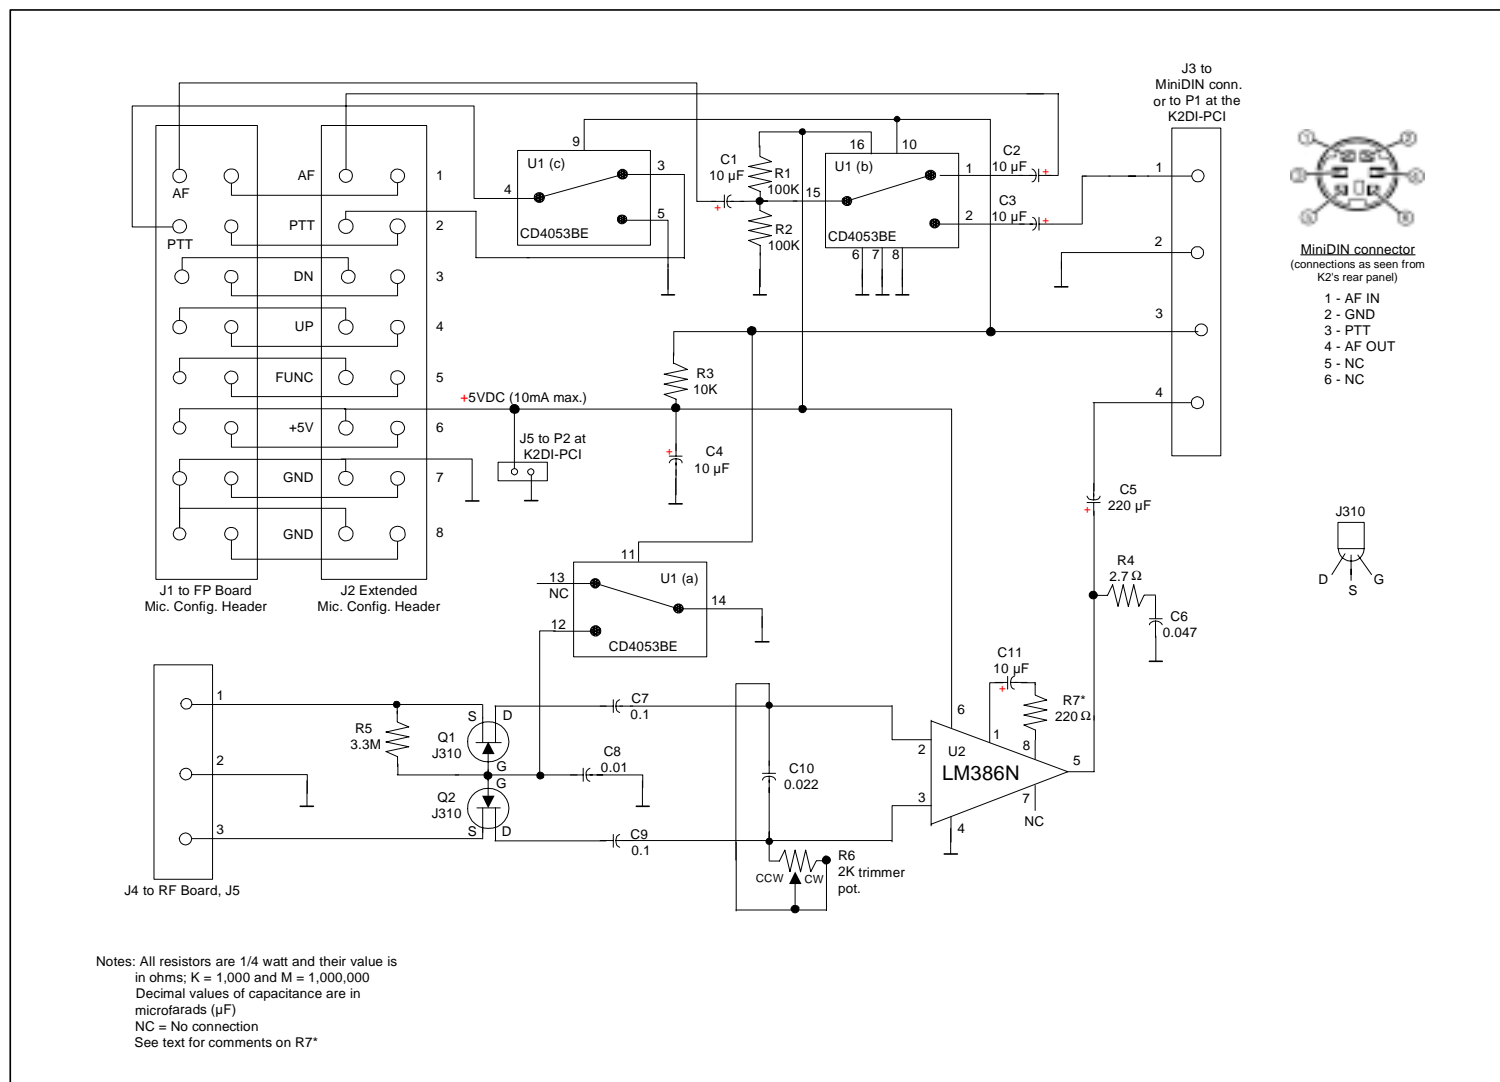 J3 to
MiniDIN conn.
or to P1 at the
K2DI-PCI
1
2
3
4
MiniDIN connector
(connections as seen from
K2's rear panel)
1 - AF IN
2 - GND
3 - PTT
4 - AF OUT
5 - NC
6 - NC
AF
PTT
AF 1
PTT 2
DN 3
UP 4
FUNC 5
+5V 6
GND 7
GND 8
J1 to FP Board
Mic. Config. Header
J2 Extended
Mic. Config. Header
9
U1 (c)
4
3
5
CD4053BE
C1
10 µF
R1
100K
R2
100K
15
16
10
U1 (b)
1
2
CD4053BE
6 7 8
C2
10 µF
C3
10 µF
R3
10K
+5VDC (10mA max.)
J5 to P2 at
K2DI-PCI
C4
10 µF
11
13
NC
U1 (a)
14
12
CD4053BE
C5
220 µF
R4
2.7 Ω
C6
0.047
J310
D
S
G
1
2
3
J4 to RF Board, J5
R5
3.3M
S D
Q1
J310
G
G
Q2
J310
S D
C7
0.1
C8
0.01
C9
0.1
C10
0.022
R6
2K trimmer
pot.
CCW CW
C11
10 µF
R7*
220 Ω
6
1
8
2
U2
LM386N
5
3
7
NC
4
Notes: All resistors are 1/4 watt and their value is
in ohms; K = 1,000 and M = 1,000,000
Decimal values of capacitance are in
microfarads (µF)
NC = No connection
See text for comments on R7*